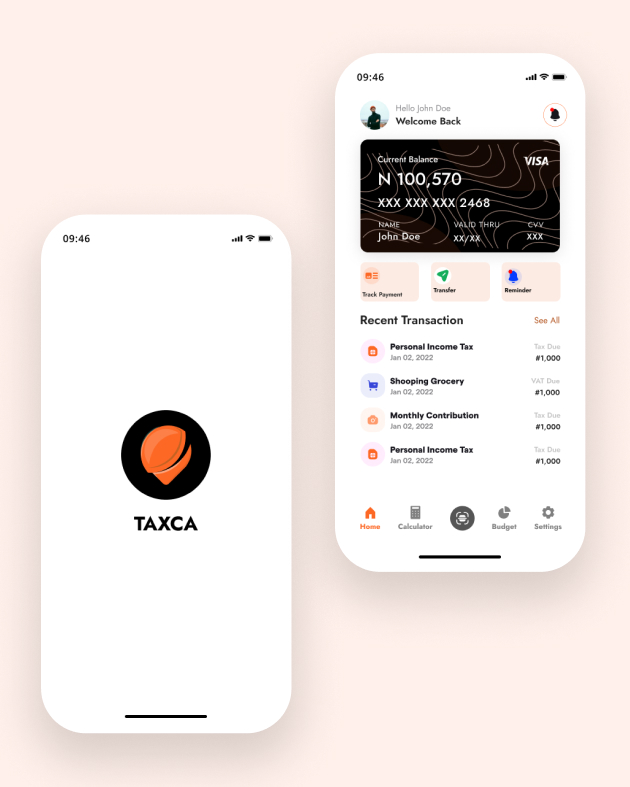 09:46
TAXCA
09:46
Hello John Doe
Welcome Back
Current Balance
VISA
N 100,570
XXX XXX XXX 2468
NAME
VALID THRU
CVV
John Doe
XX/XX
XXX
Track Payment
Transfer
Reminder
Recent Transaction
See All
Personal Income Tax
Tax Due
Jan 02, 2022
#1,000
Shooping Grocery
VAT Due
Jan 02, 2022
#1,000
Monthly Contribution
Tax Due
Jan 02, 2022
#1,000
Personal Income Tax
Tax Due
Jan 02, 2022
#1,000
Home
Calculator
Budget
Settings